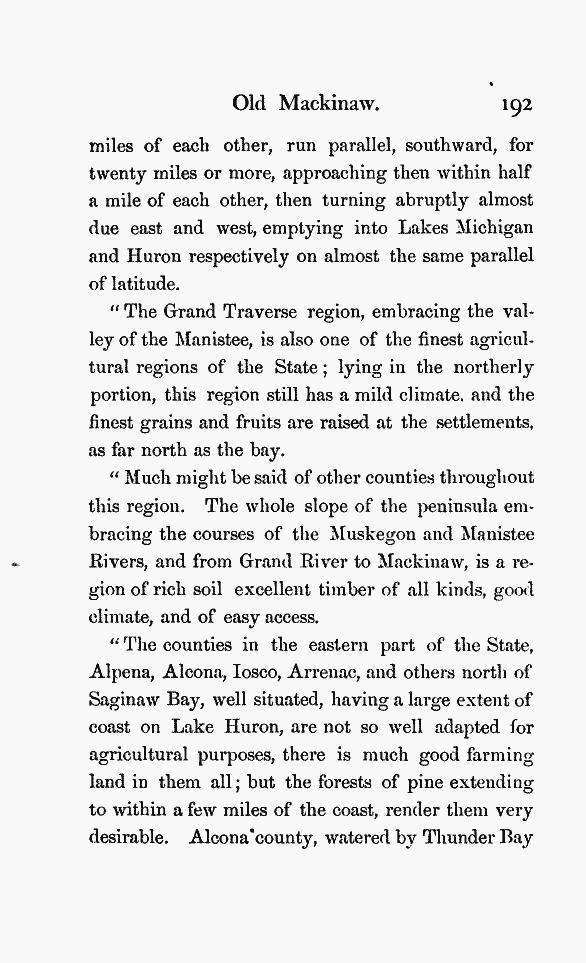 Old Mackinaw. 192
miles of each other, run parallel, southward, for
twenty miles or more, approaching then within half
a mile of each other, then turning abruptly almost
due east and west, emptying into Lakes Michigan
and Huron respectively on almost the same parallel
of latitude.
“ The Grand Traverse region, embracing the val-
ley of the Manistee, is also one of the finest agricul-
tural regions of the State ; lying in the northerly
portion, this region still has a mild climate. and the
finest grains and fruits are raised at the settlements,
as far north as the bay.
“ Much might be said of other counties throughout
this region. The whole slope of the peninsula em-
bracing the courses of the Muskegon and Manistee
Rivers, and from Grand River to Mackinaw, is a re-
gion of rich soil excellent timber of all kinds, good
climate, and of easy access.
“ The counties in the eastern part of the State,
Alpena, Alcona, Iosco, Arrenac, and others north of
Saginaw Bay, well situated, having a large extent of
coast on Lake Huron, are not so well adapted for
agricultural purposes, there is much good farming
land in them all ; but the forests of pine extending
to within a few miles of the coast, render them very
desirable. Alcona county, watered by Thunder Bay